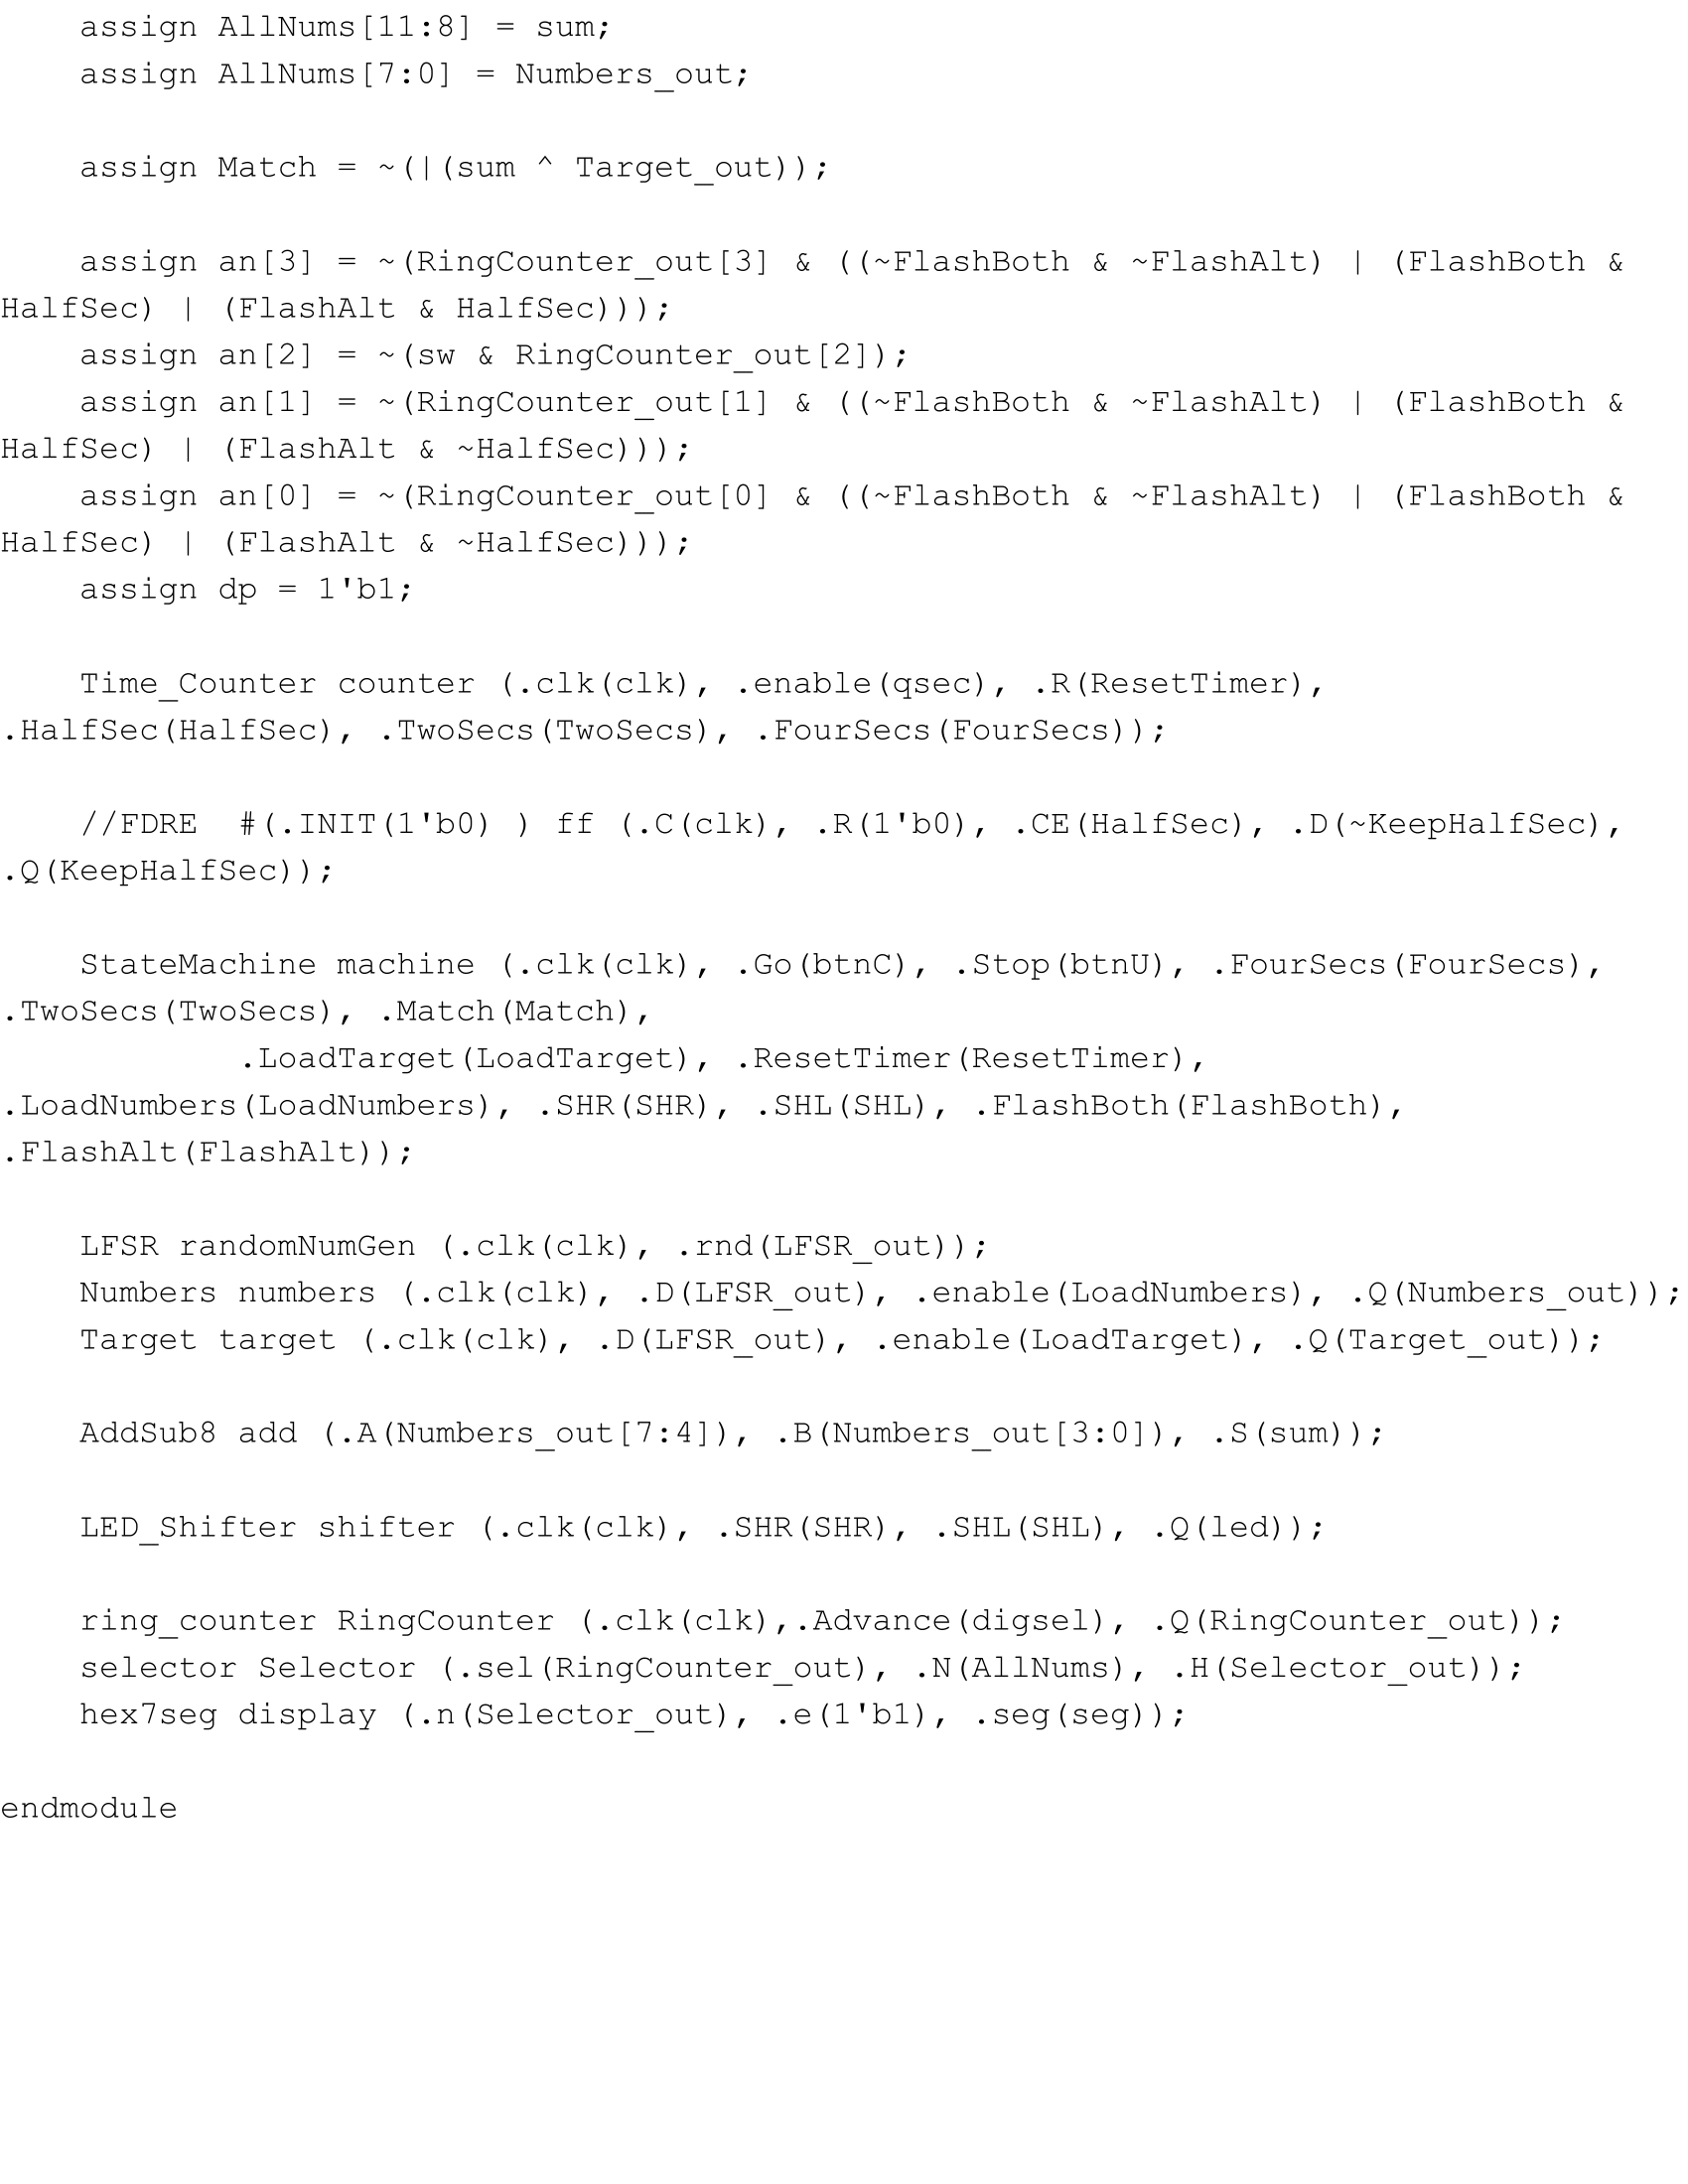 assign AllNums[11:8] = sum;
assign AllNums[7:0] = Numbers_out;
assign Match = ~(|(sum ^ Target_out));
assign an[3] = ~(RingCounter_out[3] & ((~FlashBoth & ~FlashAlt) | (FlashBoth &
HalfSec) | (FlashAlt & HalfSec)));
assign an[2] = ~(sw & RingCounter_out[2]);
assign an[1] = ~(RingCounter_out[1] & ((~FlashBoth & ~FlashAlt) | (FlashBoth &
HalfSec) | (FlashAlt & ~HalfSec)));
assign an[0] = ~(RingCounter_out[0] & ((~FlashBoth & ~FlashAlt) | (FlashBoth &
HalfSec) | (FlashAlt & ~HalfSec)));
assign dp = 1'b1;
Time_Counter counter (.clk(clk), .enable(qsec), .R(ResetTimer),
.HalfSec(HalfSec), .TwoSecs(TwoSecs), .FourSecs(FourSecs));
//FDRE  #(.INIT(1'b0) ) ff (.C(clk), .R(1'b0), .CE(HalfSec), .D(~KeepHalfSec),
.Q(KeepHalfSec));
StateMachine machine (.clk(clk), .Go(btnC), .Stop(btnU), .FourSecs(FourSecs),
.TwoSecs(TwoSecs), .Match(Match),
.LoadTarget(LoadTarget), .ResetTimer(ResetTimer),
.LoadNumbers(LoadNumbers), .SHR(SHR), .SHL(SHL), .FlashBoth(FlashBoth),
.FlashAlt(FlashAlt));
LFSR randomNumGen (.clk(clk), .rnd(LFSR_out));
Numbers numbers (.clk(clk), .D(LFSR_out), .enable(LoadNumbers), .Q(Numbers_out));
Target target (.clk(clk), .D(LFSR_out), .enable(LoadTarget), .Q(Target_out));
AddSub8 add (.A(Numbers_out[7:4]), .B(Numbers_out[3:0]), .S(sum));
LED_Shifter shifter (.clk(clk), .SHR(SHR), .SHL(SHL), .Q(led));
ring_counter RingCounter (.clk(clk),.Advance(digsel), .Q(RingCounter_out));
selector Selector (.sel(RingCounter_out), .N(AllNums), .H(Selector_out));
hex7seg display (.n(Selector_out), .e(1'b1), .seg(seg));
endmodule